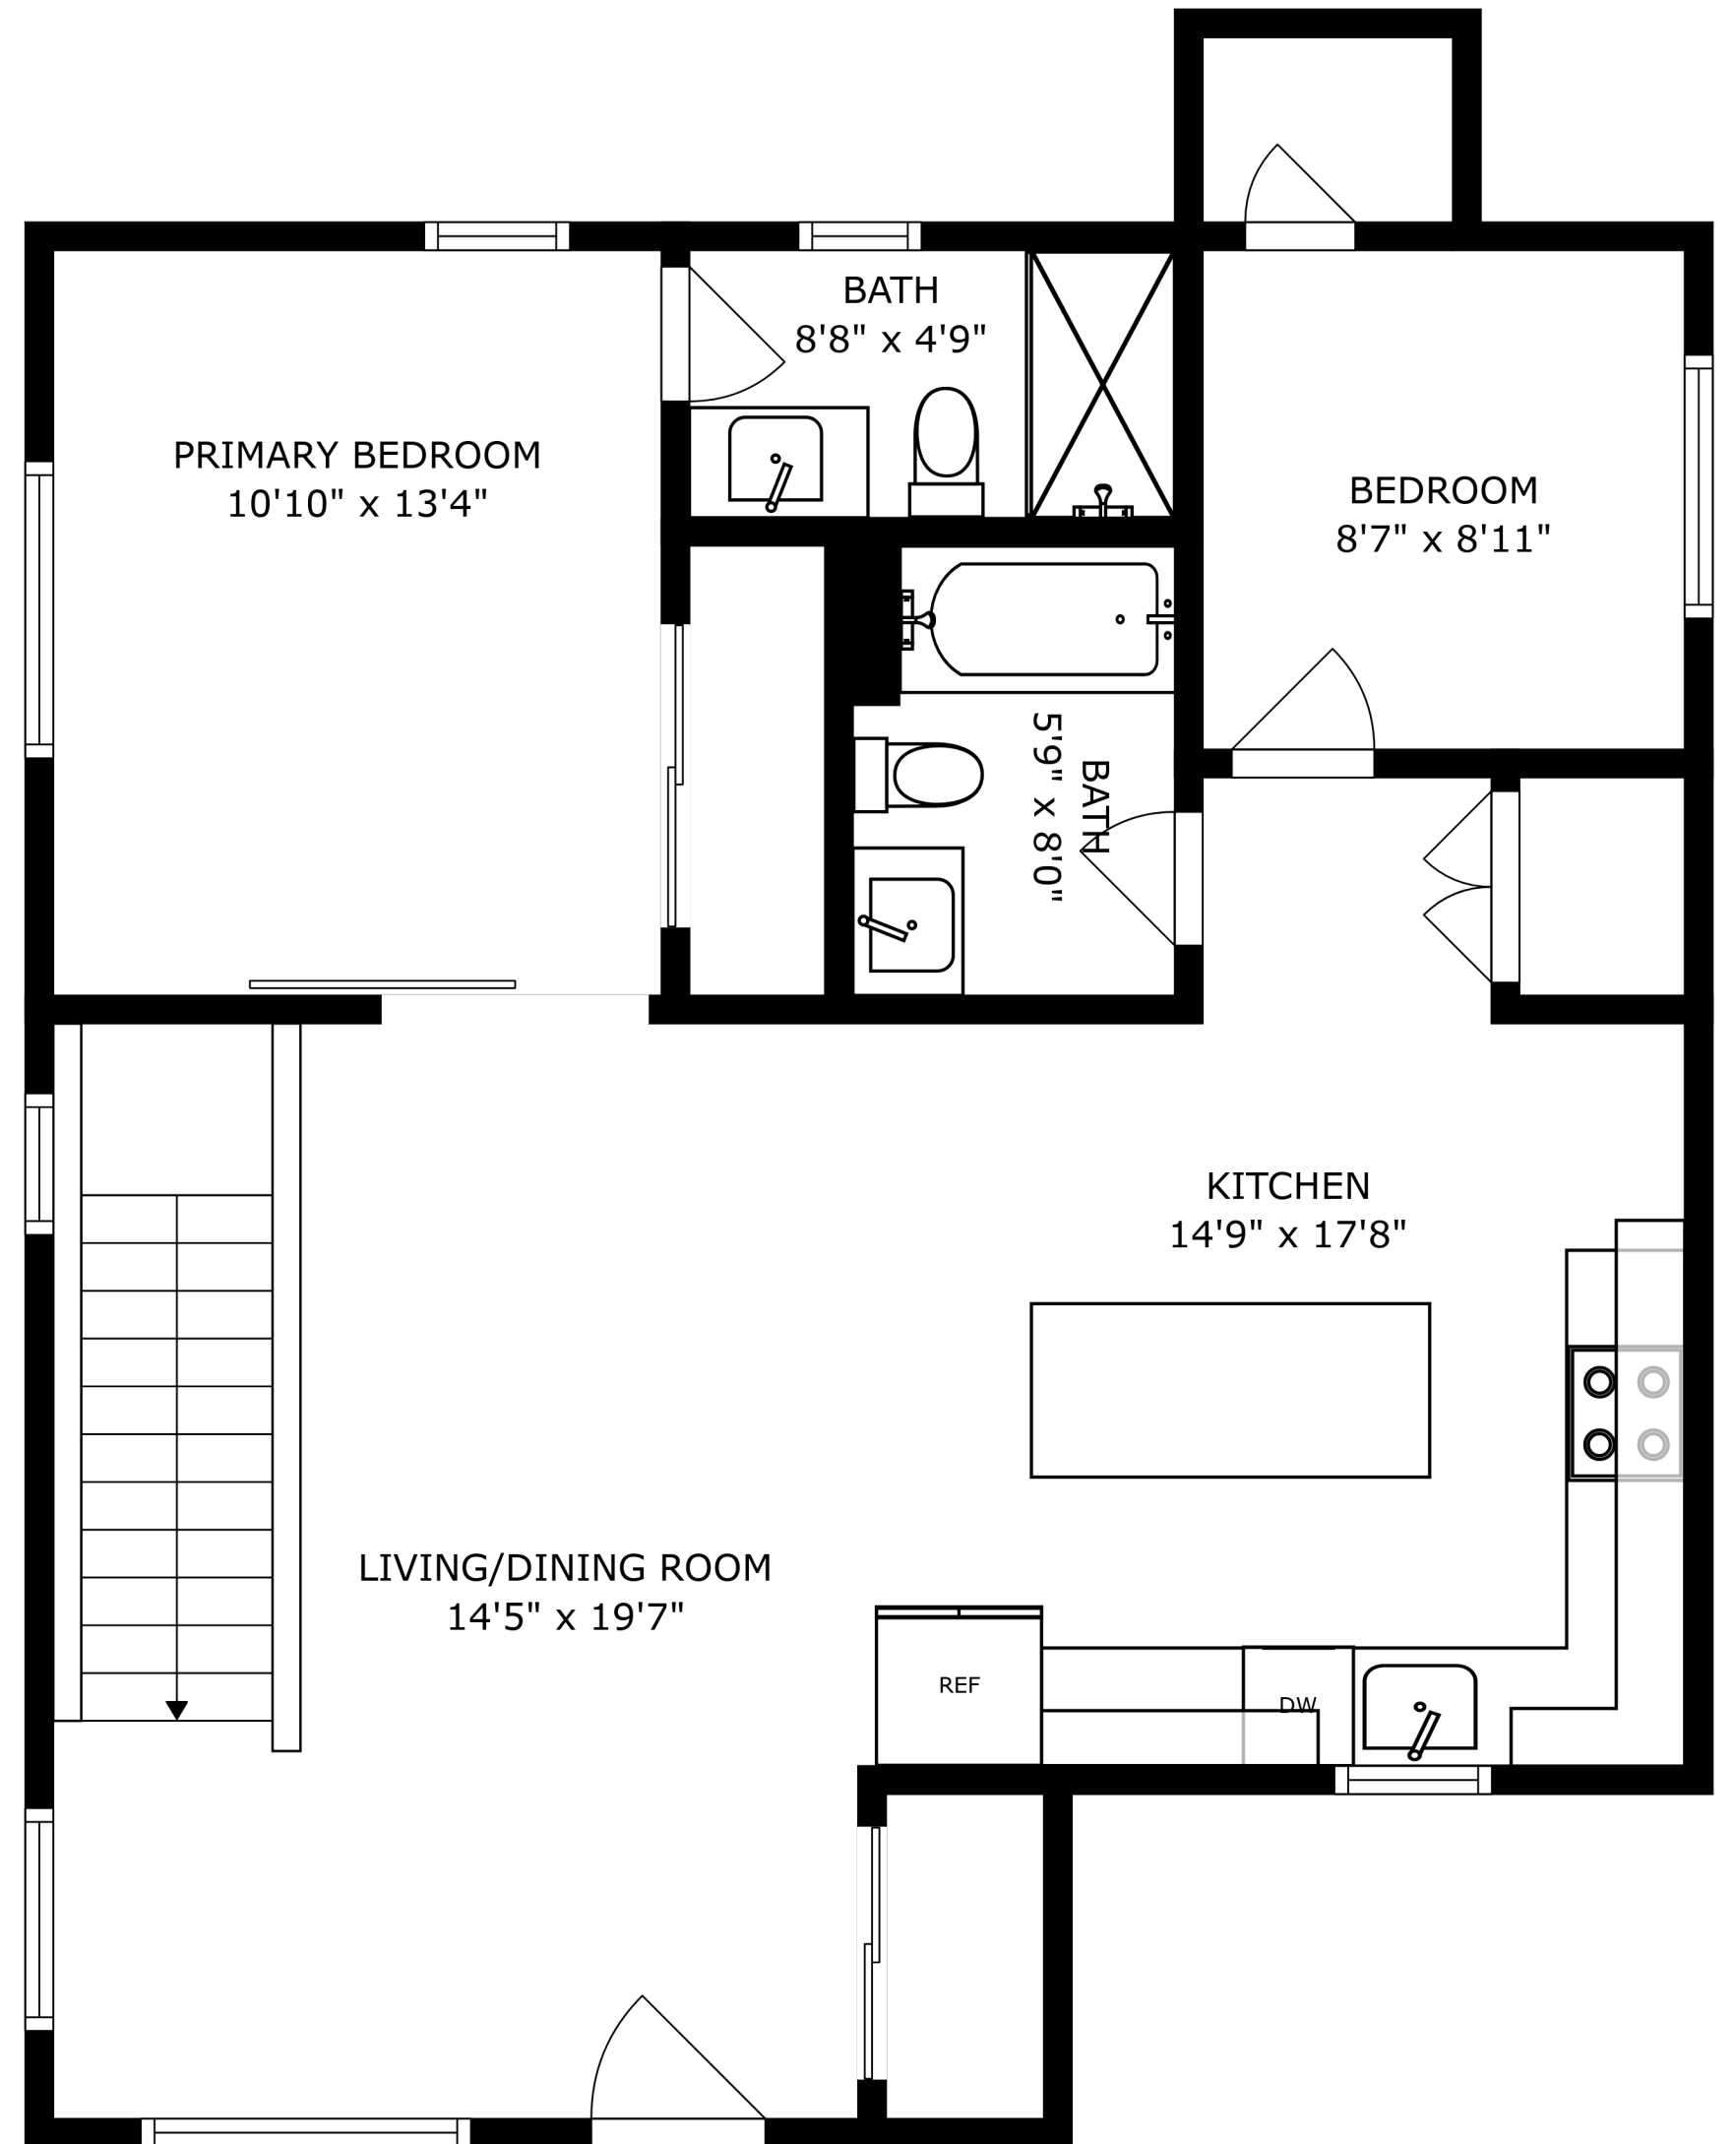 BATH
8'8" x 4'9"
PRIMARY BEDROOM
10'10" x 13'4"
BEDROOM
8'7" x 8'11"
BATH
5'9" x 8'0"
KITCHEN
14'9" x 17'8"
LIVING/DINING ROOM
14'5" x 19'7"
REF
DW